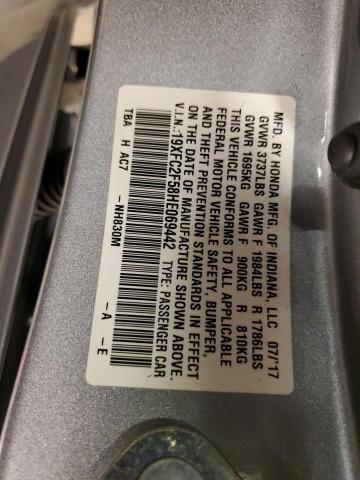 MFD. BY HONDA MFG. OF INDIANA, LLC 07/17
GVWR 3737LBS GAWR F 1984LBS R 1786LBS
GVWR 1695KG GAWR F 900KG R 810KG
THIS VEHICLE CONFORMS TO ALL APPLICABLE
FEDERAL MOTOR VEHICLE SAFETY, BUMPER,
AND THEFT PREVENTION STANDARDS IN EFFECT
ON THE DATE OF MANUFACTURE SHOWN ABOVE.
V.I.N.:19XFC2F58HE069442 TYPE: PASSENGER CAR
TBA H AC7 -NH830M -A -E